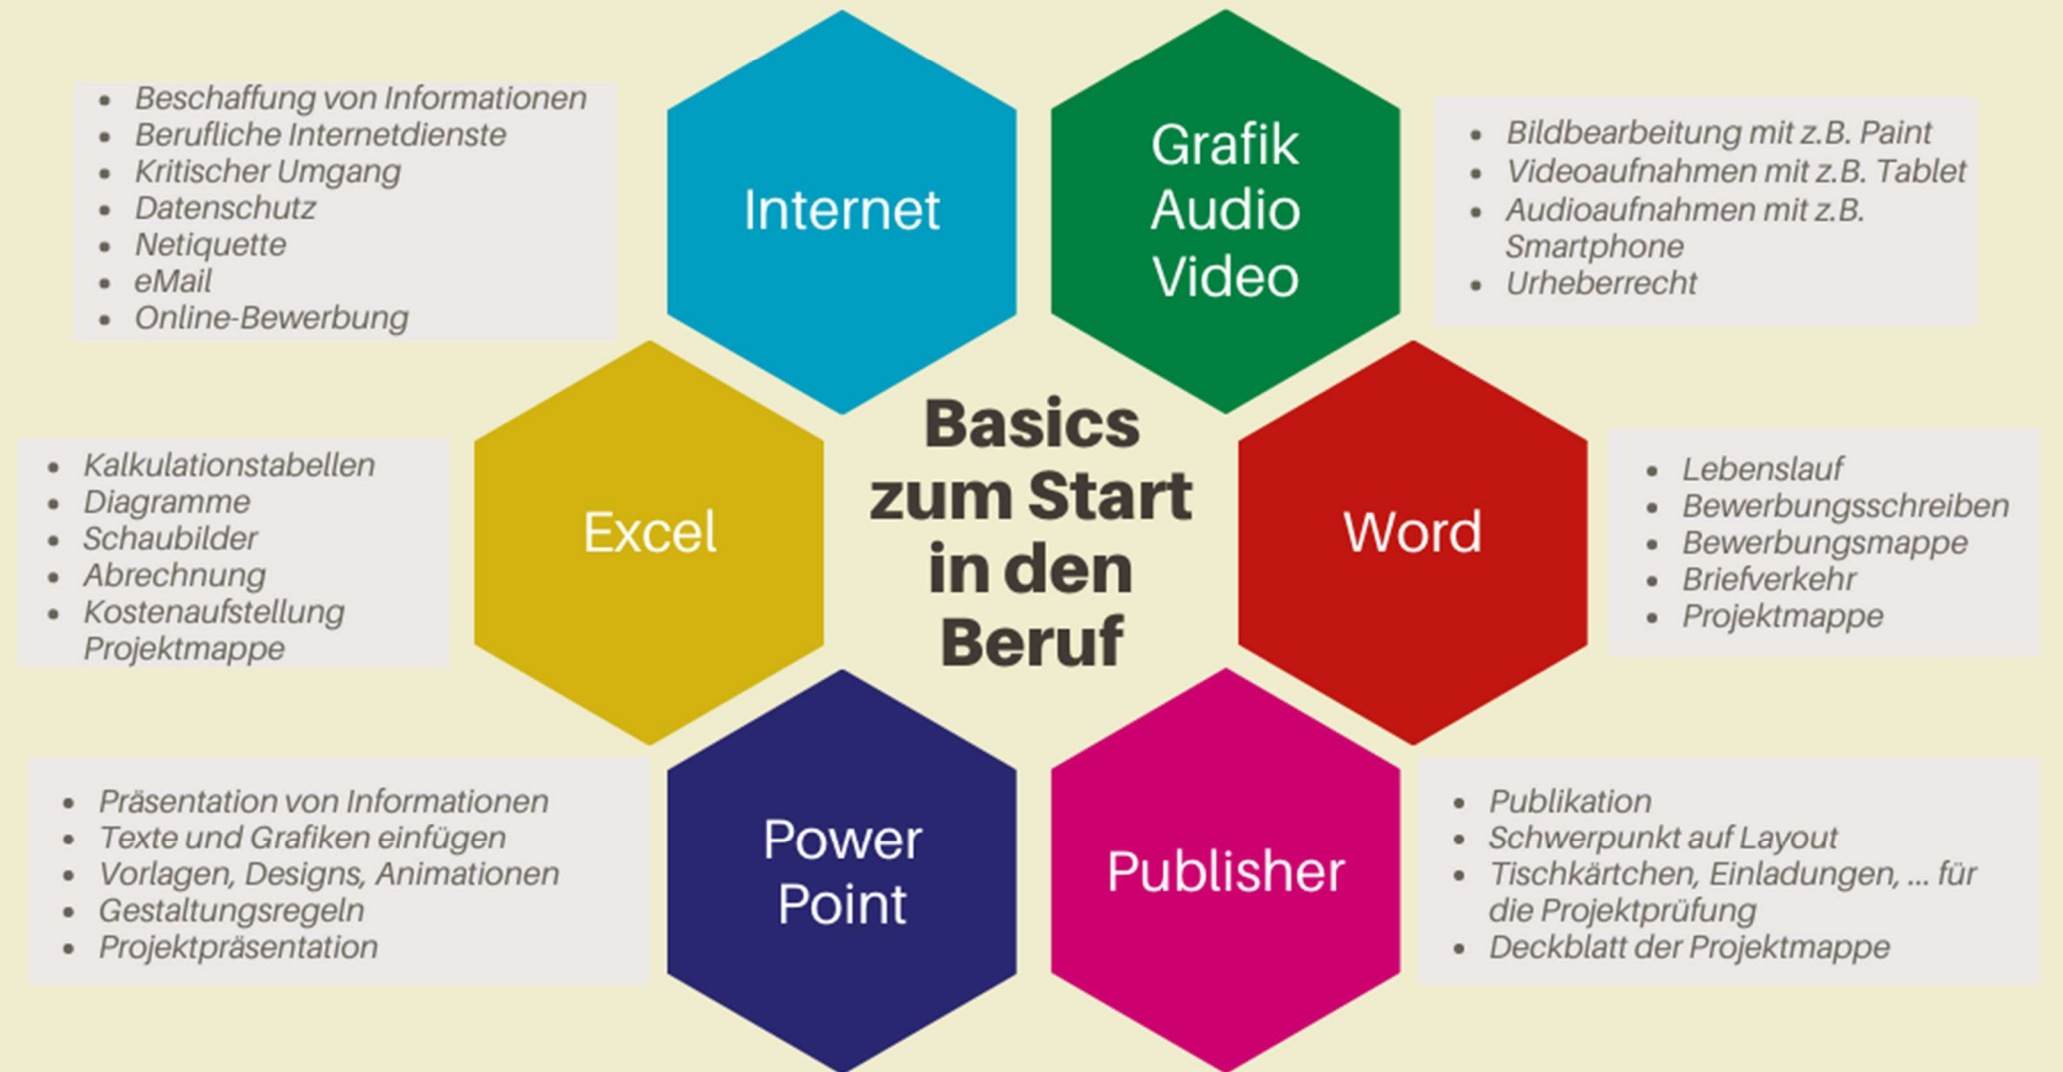 • Beschaffung von Informationen
• Berufliche Internetdienste
• Kritischer Umgang
• Datenschutz
• Netiquette
• eMail
• Online-Bewerbung
Internet
Grafik
Audio
Video
• Bildbearbeitung mit z.B. Paint
• Videoaufnahmen mit z.B. Tablet
• Audioaufnahmen mit z.B.
Smartphone
• Urheberrecht
• Kalkulationstabellen
• Diagramme
• Schaubilder
• Abrechnung
• Kostenaufstellung
Projektmappe
Excel
Basics
zum Start
in den
Beruf
Word
• Lebenslauf
• Bewerbungsschreiben
• Bewerbungsmappe
• Briefverkehr
• Projektmappe
• Präsentation von Informationen
• Texte und Grafiken einfügen
• Vorlagen, Designs, Animationen
• Gestaltungsregeln
• Projektpräsentation
Power
Point
Publisher
• Publikation
• Schwerpunkt auf Layout
• Tischkärtchen, Einladungen, ... für
die Projektprüfung
• Deckblatt der Projektmappe